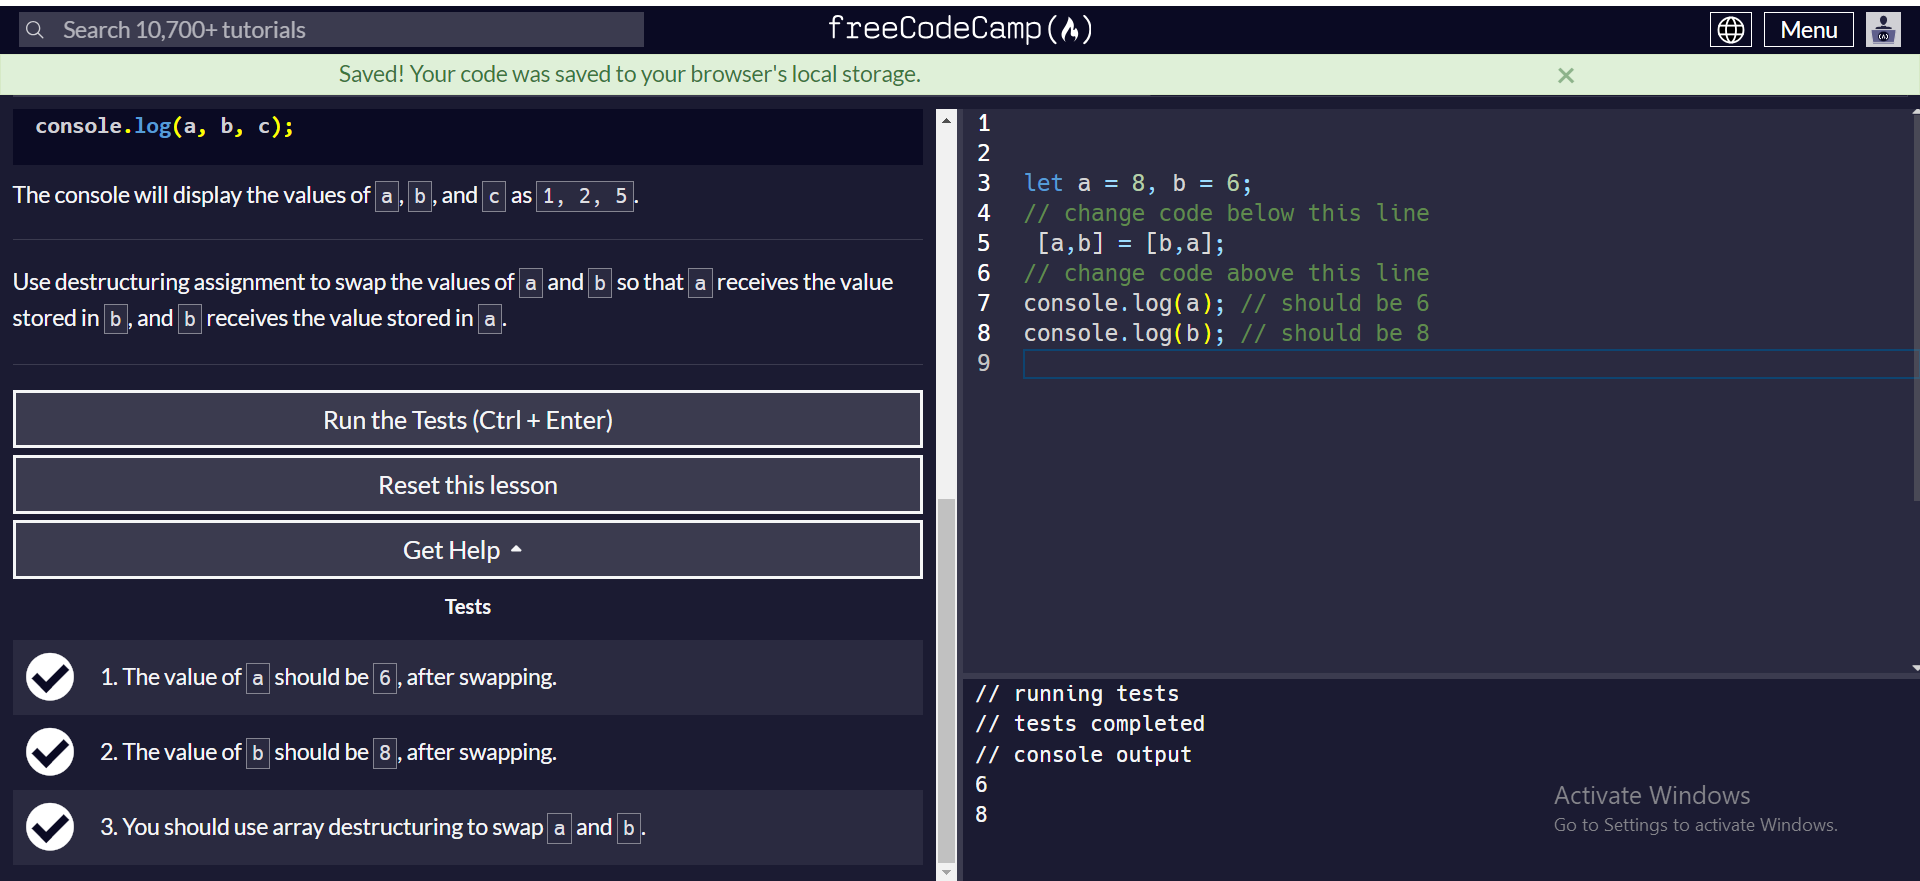 Search 10,700+ tutorials
freeCodeCamp(🔥)
Menu
Saved! Your code was saved to your browser's local storage.
×
console.log(a, b, c);
The console will display the values of a, b, and c as 1, 2, 5.
Use destructuring assignment to swap the values of a and b so that a receives the value
stored in b, and b receives the value stored in a.
Run the Tests (Ctrl + Enter)
Reset this lesson
Get Help
Tests
1. The value of a should be 6, after swapping.
2. The value of b should be 8, after swapping.
3. You should use array destructuring to swap a and b.
1
2
3 let a = 8, b = 6;
4 // change code below this line
5 [a,b] = [b,a];
6 // change code above this line
7 console.log(a); // should be 6
8 console.log(b); // should be 8
9
// running tests
// tests completed
// console output
6
8
Activate Windows
Go to Settings to activate Windows.